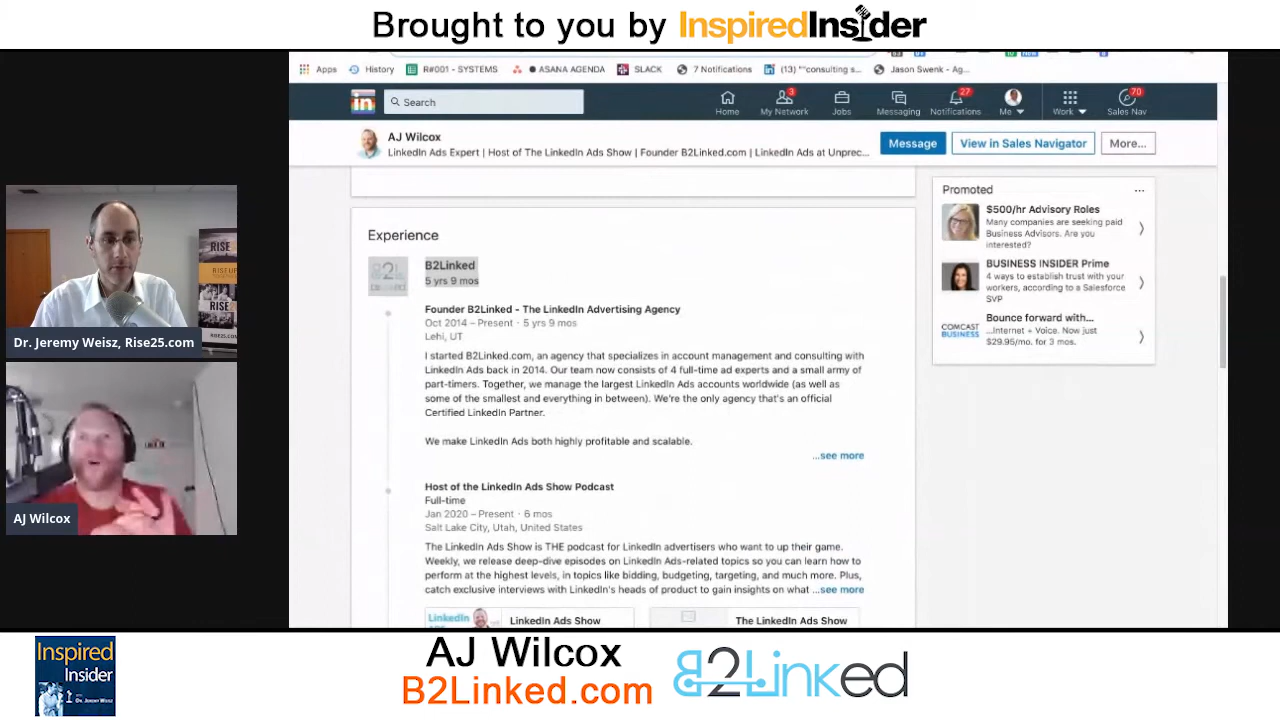 Brought to you by InspiredInsider
Apps
History
R#001 - SYSTEMS
ASANA AGENDA
SLACK
7 Notifications
(13) "“consulting s...
Jason Swenk - Ag...
in
Search
Home
3
My Network
Jobs
Messaging
27
Notifications
Me
Work
70
Sales Nav
AJ Wilcox
LinkedIn Ads Expert | Host of The LinkedIn Ads Show | Founder B2Linked.com | LinkedIn Ads at Unprec...
Message
View in Sales Navigator
More...
Experience
B2Linked
5 yrs 9 mos
Founder B2Linked - The LinkedIn Advertising Agency
Oct 2014 – Present · 5 yrs 9 mos
Lehi, UT
I started B2Linked.com, an agency that specializes in account management and consulting with
LinkedIn Ads back in 2014. Our team now consists of 4 full-time ad experts and a small army of
part-timers. Together, we manage the largest LinkedIn Ads accounts worldwide (as well as
some of the smallest and everything in between). We're the only agency that's an official
Certified LinkedIn Partner.
We make LinkedIn Ads both highly profitable and scalable.
...see more
Host of the LinkedIn Ads Show Podcast
Full-time
Jan 2020 – Present · 6 mos
Salt Lake City, Utah, United States
The LinkedIn Ads Show is THE podcast for LinkedIn advertisers who want to up their game.
Weekly, we release deep-dive episodes on LinkedIn Ads-related topics so you can learn how to
perform at the highest levels, in topics like bidding, budgeting, targeting, and much more. Plus,
catch exclusive interviews with LinkedIn's heads of product to gain insights on what ...see more
LinkedIn
LinkedIn Ads Show
The LinkedIn Ads Show
Promoted
$500/hr Advisory Roles
Many companies are seeking paid
Business Advisors. Are you
interested?
BUSINESS INSIDER Prime
4 ways to establish trust with your
workers, according to a Salesforce
SVP
COMCAST
BUSINESS
Bounce forward with...
...Internet + Voice. Now just
$29.95/mo. for 3 mos.
Dr. Jeremy Weisz, Rise25.com
AJ Wilcox
Inspired
Insider
AJ Wilcox
B2Linked.com
B2Linked